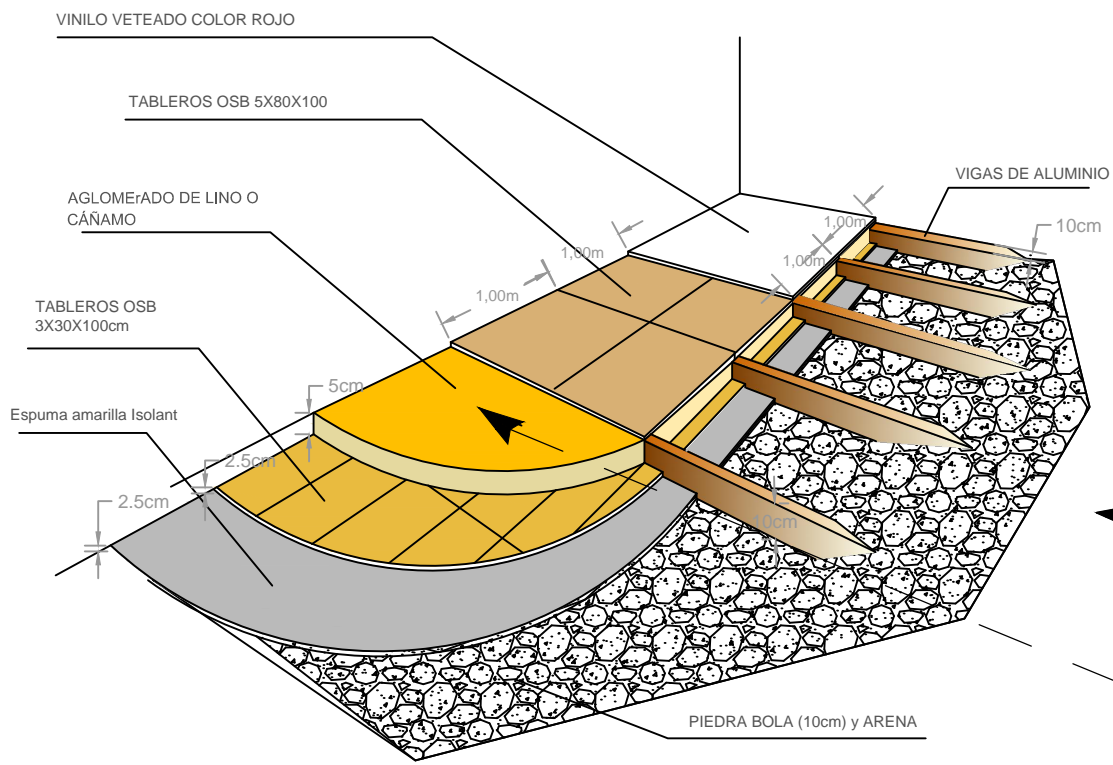 VINILO VETEADO COLOR ROJO
TABLEROS OSB 5X80X100
VIGAS DE ALUMINIO
AGLOMErADO DE LINO O
CÁÑAMO
1,00m
10cm
1,00m
1,00m
1,00m
TABLEROS OSB
3X30X100cm
5cm
Espuma amarilla Isolant
2.5cm
2.5cm
10cm
PIEDRA BOLA (10cm) y ARENA